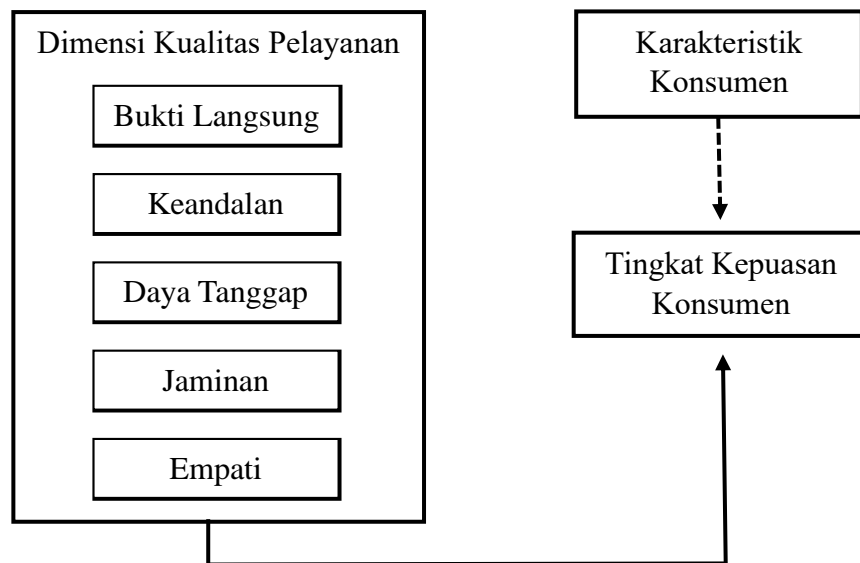 Dimensi Kualitas Pelayanan
Bukti Langsung
Keandalan
Daya Tanggap
Jaminan
Empati
Karakteristik
Konsumen
Tingkat Kepuasan
Konsumen